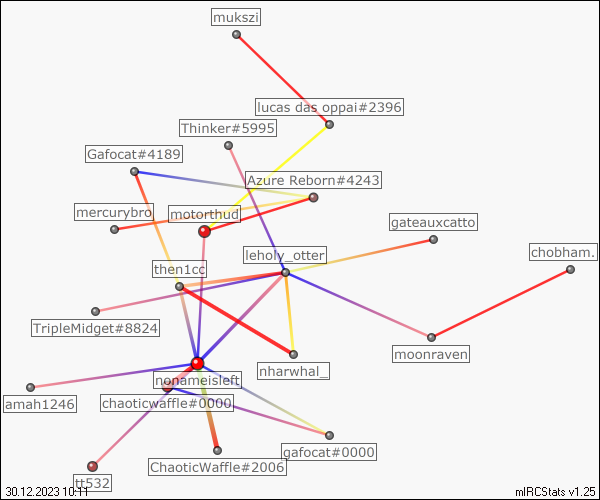 mukszi
lucas das oppai#2396
Thinker#5995
Gafocat#4189
Azure Reborn#4243
mercurybro
motorthud
gateauxcatto
leholy_otter
chobham.
then1cc
TripleMidget#8824
moonraven
nharwhal_
nonameisleft
amah1246
chaoticwaffle#0000
gafocat#0000
ChaoticWaffle#2006
tt532
30.12.2023 10:11
mIRCStats v1.25